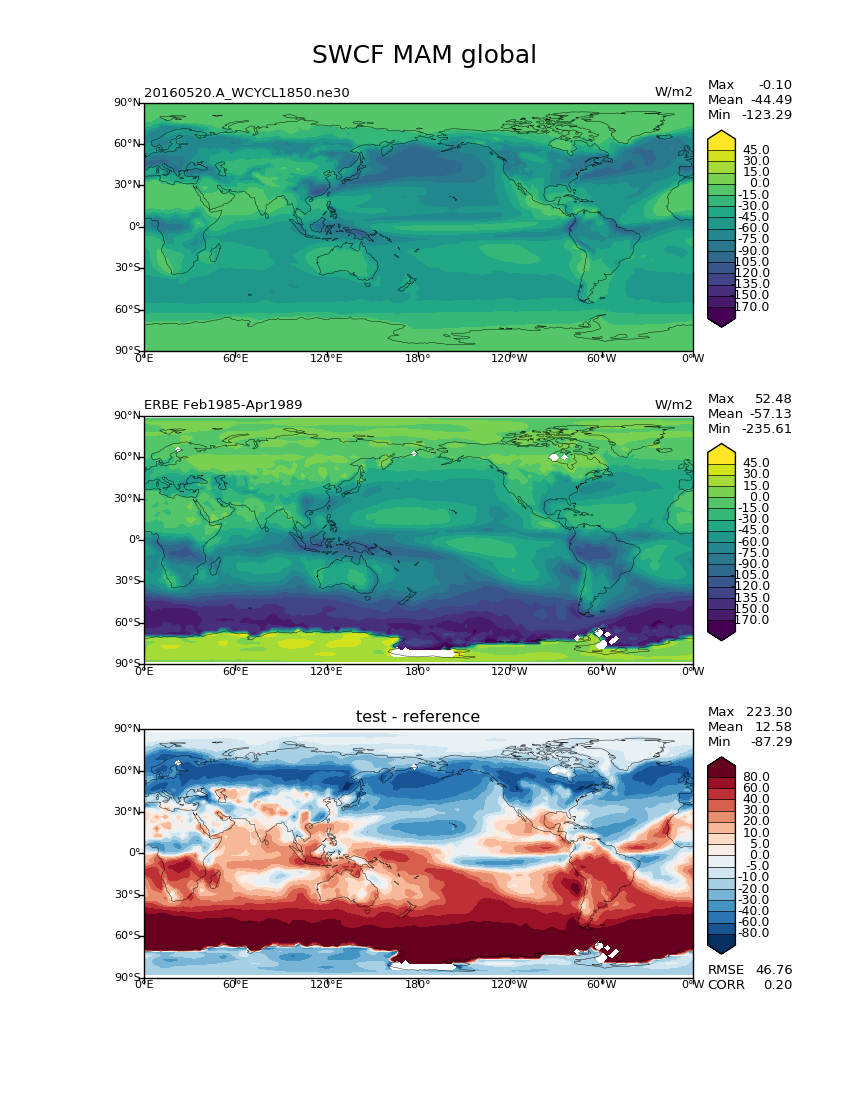 SWCF MAM global
20160520.A_WCYCL1850.ne30 W/m2
Max -0.10
Mean -44.49
Min -123.29
90°N
60°N
30°N
0°
30°S
60°S
90°S
0°E 60°E 120°E 180° 120°W 60°W 0°W
45.0
30.0
15.0
0.0
-15.0
-30.0
-45.0
-60.0
-75.0
-90.0
-105.0
-120.0
-135.0
-150.0
-170.0
ERBE Feb1985-Apr1989 W/m2
Max 52.48
Mean -57.13
Min -235.61
90°N
60°N
30°N
0°
30°S
60°S
90°S
0°E 60°E 120°E 180° 120°W 60°W 0°W
45.0
30.0
15.0
0.0
-15.0
-30.0
-45.0
-60.0
-75.0
-90.0
-105.0
-120.0
-135.0
-150.0
-170.0
test - reference
Max 223.30
Mean 12.58
Min -87.29
90°N
60°N
30°N
0°
30°S
60°S
90°S
0°E 60°E 120°E 180° 120°W 60°W 0°W
80.0
60.0
40.0
30.0
20.0
10.0
5.0
0.0
-5.0
-10.0
-20.0
-30.0
-40.0
-60.0
-80.0
RMSE 46.76
CORR 0.20